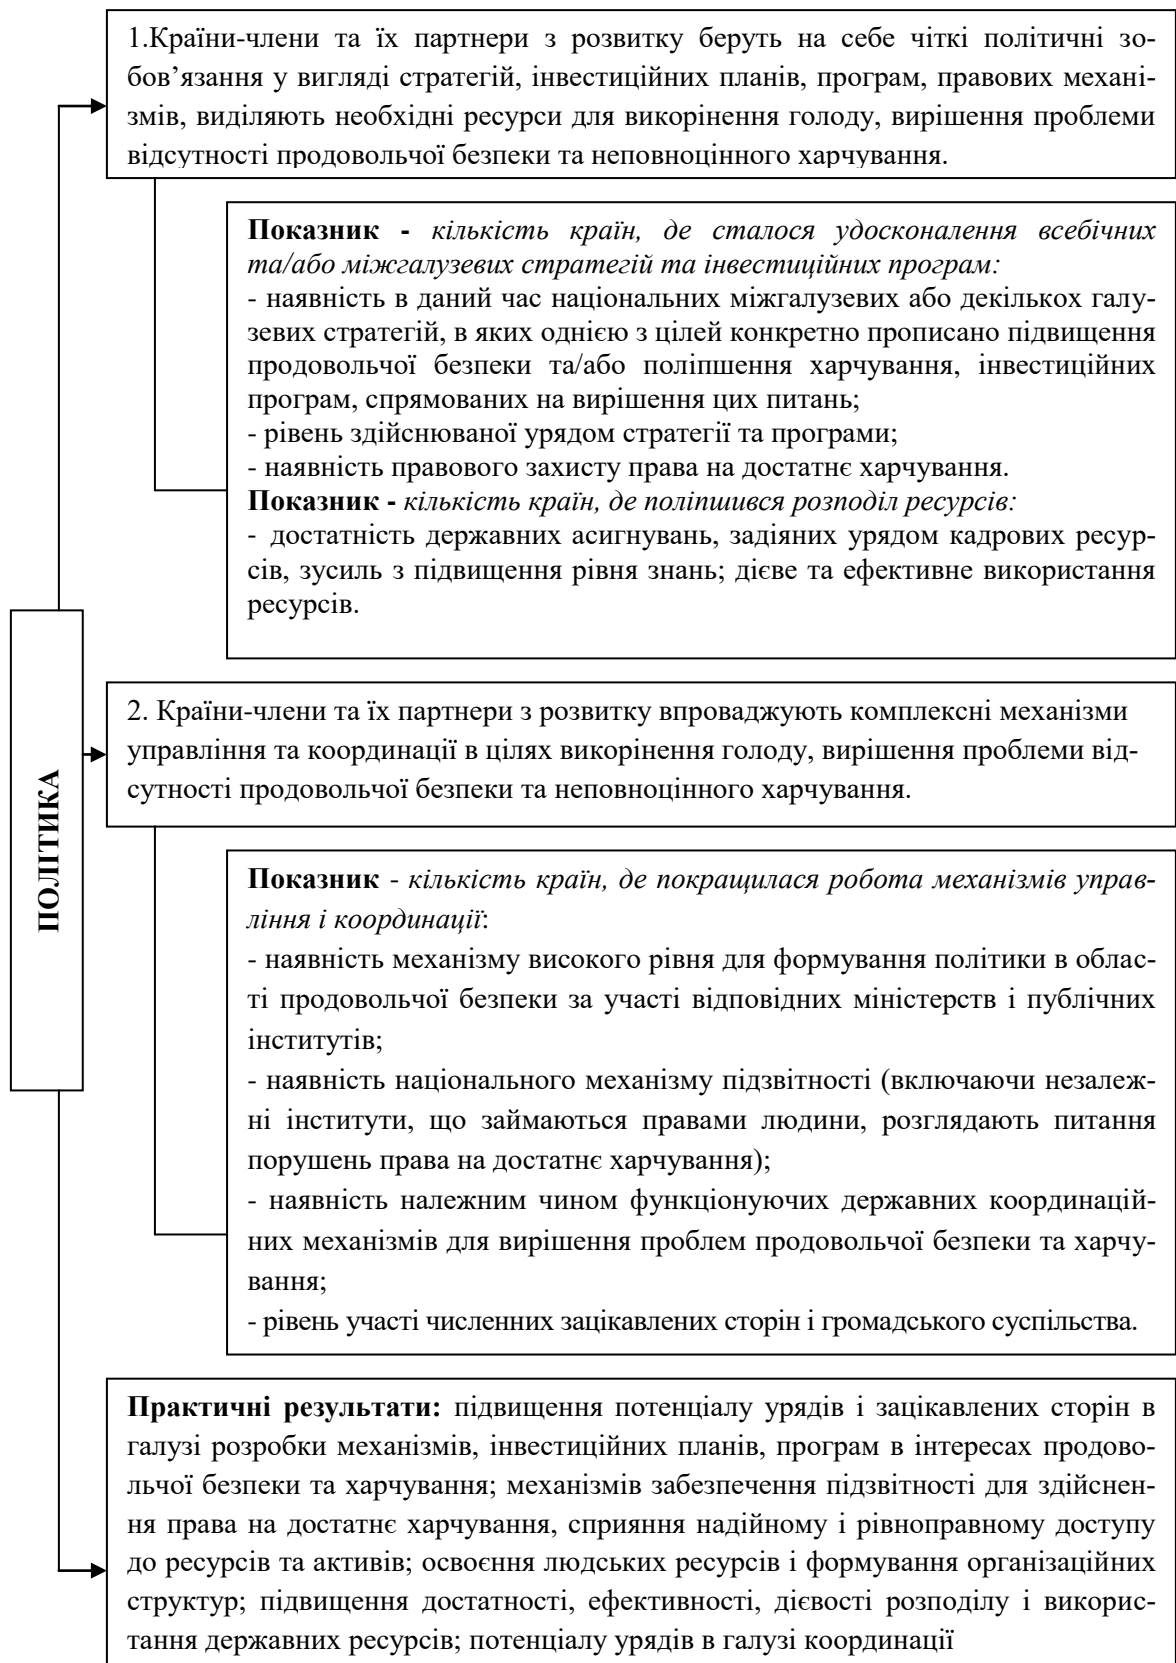 1.Країни-члени та їх партнери з розвитку беруть на себе чіткі політичні зо-
бов’язання у вигляді стратегій, інвестиційних планів, програм, правових механі-
змів, виділяють необхідні ресурси для викорінення голоду, вирішення проблеми
відсутності продовольчої безпеки та неповноцінного харчування.
Показник - кількість країн, де сталося удосконалення всебічних
та/або міжгалузевих стратегій та інвестиційних програм:
- наявність в даний час національних міжгалузевих або декількох галу-
зевих стратегій, в яких однією з цілей конкретно прописано підвищення
продовольчої безпеки та/або поліпшення харчування, інвестиційних
програм, спрямованих на вирішення цих питань;
- рівень здійснюваної урядом стратегії та програми;
- наявність правового захисту права на достатнє харчування.
Показник - кількість країн, де поліпшився розподіл ресурсів:
- достатність державних асигнувань, задіяних урядом кадрових ресур-
сів, зусиль з підвищення рівня знань; дієве та ефективне використання
ресурсів.
ПОЛІТИКА
2. Країни-члени та їх партнери з розвитку впроваджують комплексні механізми
управління та координації в цілях викорінення голоду, вирішення проблеми від-
сутності продовольчої безпеки та неповноцінного харчування.
Показник - кількість країн, де покращилася робота механізмів управ-
ління і координації:
- наявність механізму високого рівня для формування політики в облас-
ті продовольчої безпеки за участі відповідних міністерств і публічних
інститутів;
- наявність національного механізму підзвітності (включаючи незалеж-
ні інститути, що займаються правами людини, розглядають питання
порушень права на достатнє харчування);
- наявність належним чином функціонуючих державних координацій-
них механізмів для вирішення проблем продовольчої безпеки та харчу-
вання;
- рівень участі численних зацікавлених сторін і громадського суспільства.
Практичні результати: підвищення потенціалу урядів і зацікавлених сторін в
галузі розробки механізмів, інвестиційних планів, програм в інтересах продово-
льчої безпеки та харчування; механізмів забезпечення підзвітності для здійснен-
ня права на достатнє харчування, сприяння надійному і рівноправному доступу
до ресурсів та активів; освоєння людських ресурсів і формування організаційних
структур; підвищення достатності, ефективності, дієвості розподілу і викорис-
тання державних ресурсів; потенціалу урядів в галузі координації